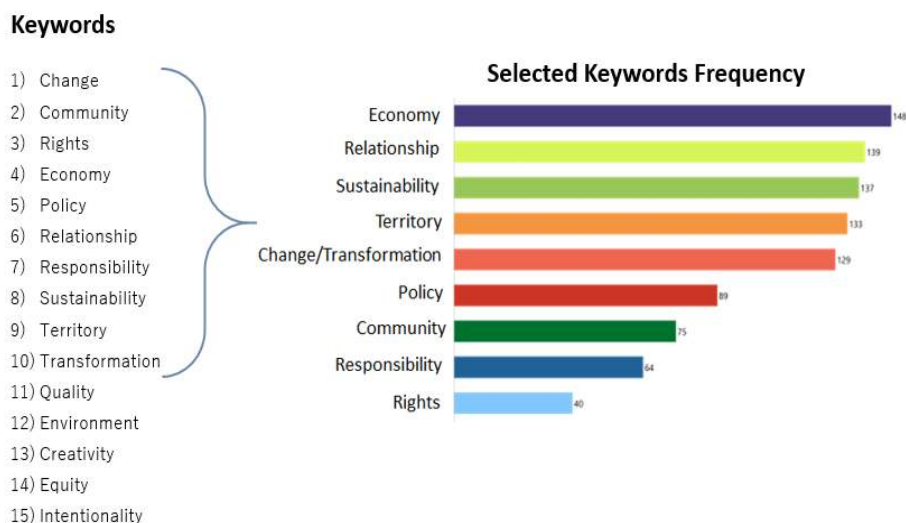 Keywords
1) Change
2) Community
3) Rights
4) Economy
5) Policy
6) Relationship
7) Responsibility
8) Sustainability
9) Territory
10) Transformation
11) Quality
12) Environment
13) Creativity
14) Equity
15) Intentionality
Selected Keywords Frequency
Economy 148
Relationship 139
Sustainability 137
Territory 133
Change/Transformation 129
Policy 89
Community 75
Responsibility 64
Rights 40